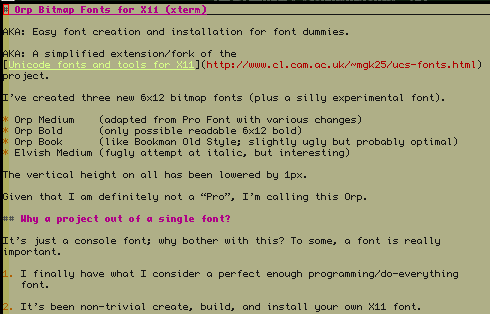 # Orp Bitmap Fonts for X11 (xterm)
AKA: Easy font creation and installation for font dummies.
AKA: A simplified extension/fork of the
[Unicode fonts and tools for X11](http://www.cl.cam.ac.uk/~mgk25/ucs-fonts.html)
project.
I've created three new 6x12 bitmap fonts (plus a silly experimental font).
* Orp Medium    (adapted from Pro Font with various changes)
* Orp Bold      (only possible readable 6x12 bold)
* Orp Book      (like Bookman Old Style; slightly ugly but probably optimal)
* Elvish Medium (fugly attempt at italic, but interesting)
The vertical height on all has been lowered by 1px.
Given that I am definitely not a “Pro”, I'm calling this Orp.
## Why a project out of a single font?
It's just a console font; why bother with this? To some, a font is really
important.
1. I finally have what I consider a perfect enough programming/do-everything
font.
2. It's been non-trivial create, build, and install your own X11 font.